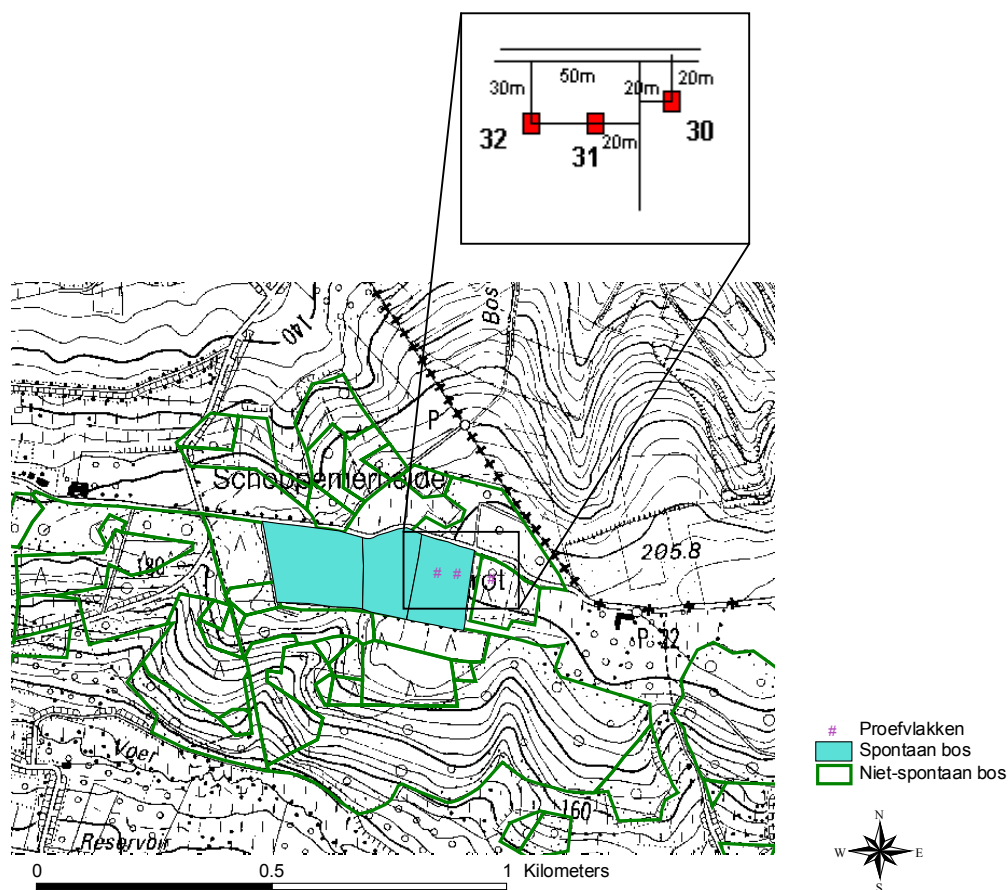 50m
20m
30m
20m
32
31
20m
30
140
Bos
P
Schoppemerheide
180
205.8
P 22
Voer
160
Reservoir
# Proefvlakken
Spontaan bos
Niet-spontaan bos
N
W E
S
0 0.5 1 Kilometers